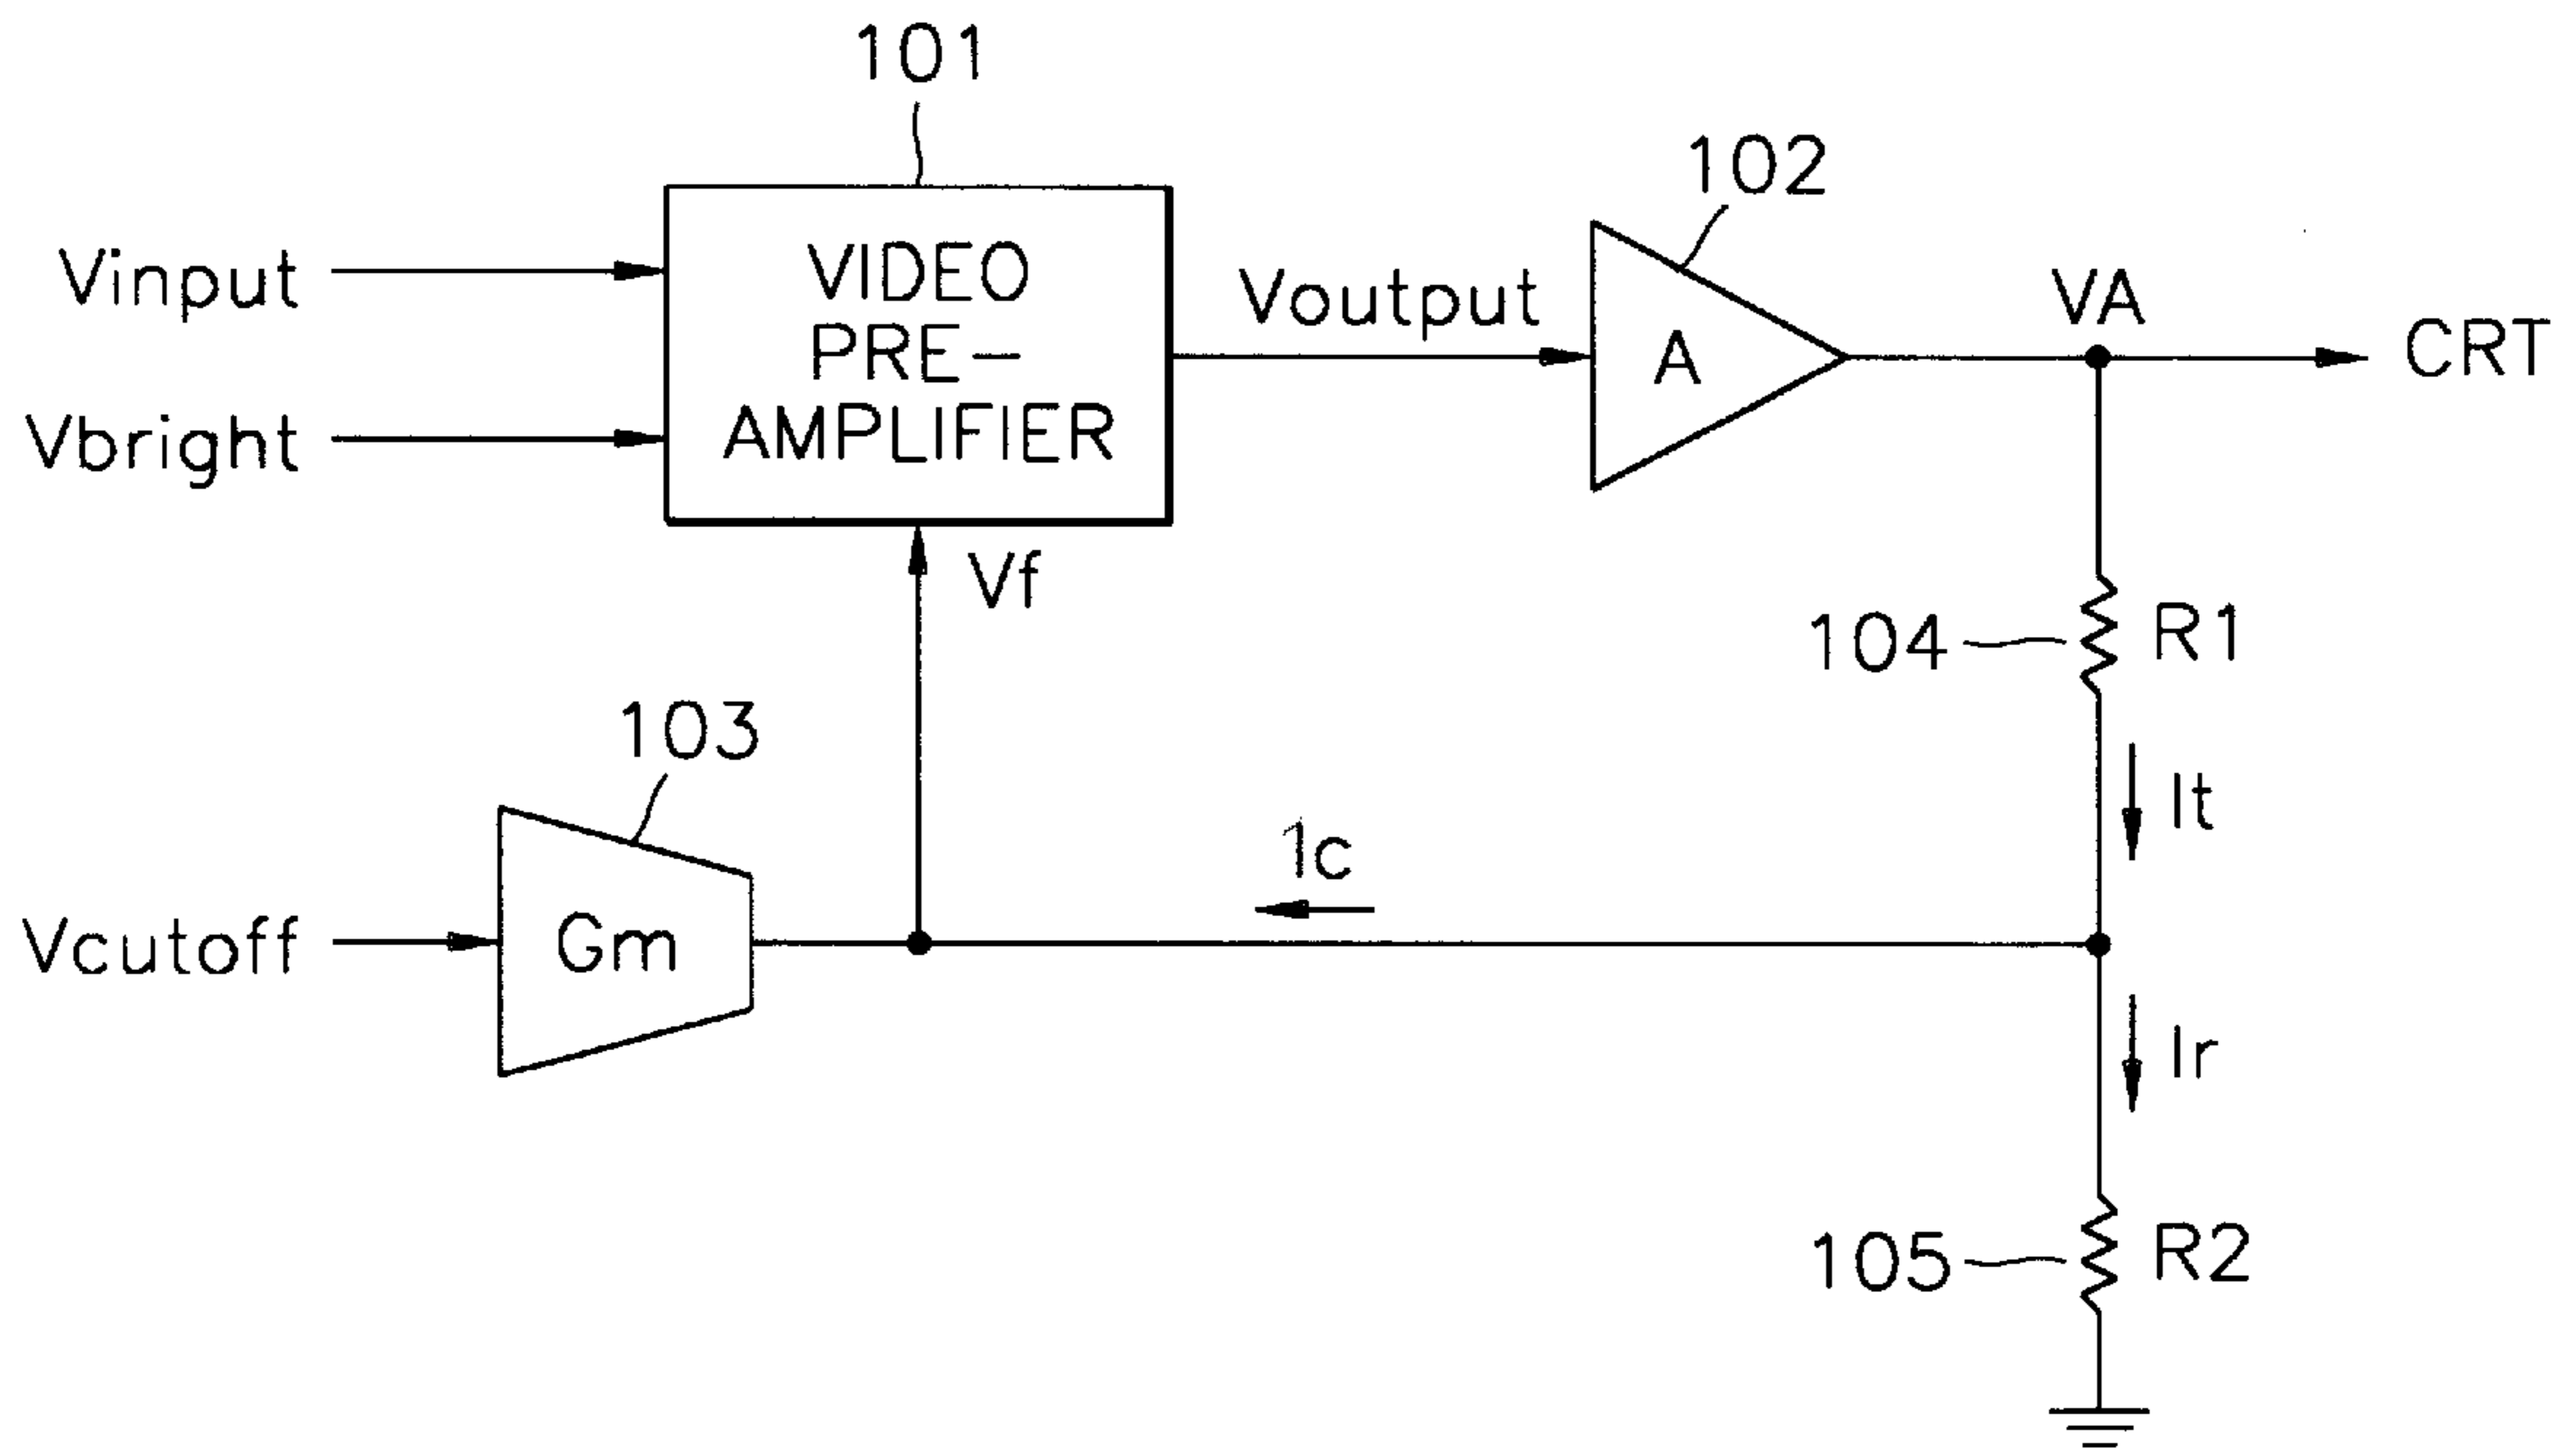 101
102
Vinput
VIDEO
PRE-
AMPLIFIER
Voutput
A
VA
CRT
Vbright
Vf
104
R1
103
It
1c
Vcutoff
Gm
Ir
105
R2